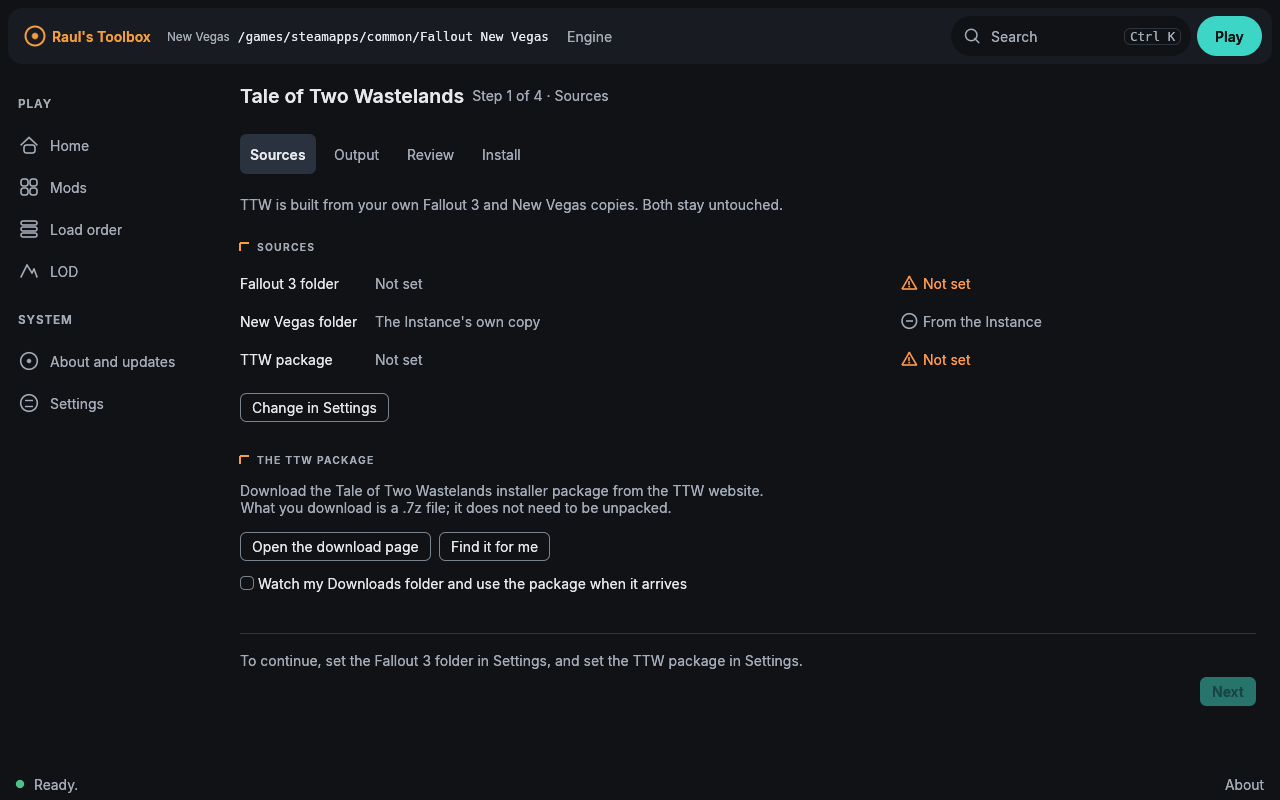 Raul's Toolbox New Vegas /games/steamapps/common/Fallout New Vegas Engine Search Ctrl K Play
PLAY
Home
Mods
Load order
LOD
SYSTEM
About and updates
Settings
Tale of Two Wastelands Step 1 of 4 · Sources
Sources Output Review Install
TTW is built from your own Fallout 3 and New Vegas copies. Both stay untouched.
SOURCES
Fallout 3 folder Not set Not set
New Vegas folder The Instance's own copy From the Instance
TTW package Not set Not set
Change in Settings
THE TTW PACKAGE
Download the Tale of Two Wastelands installer package from the TTW website.
What you download is a .7z file; it does not need to be unpacked.
Open the download page Find it for me
Watch my Downloads folder and use the package when it arrives
To continue, set the Fallout 3 folder in Settings, and set the TTW package in Settings.
Next
Ready. About